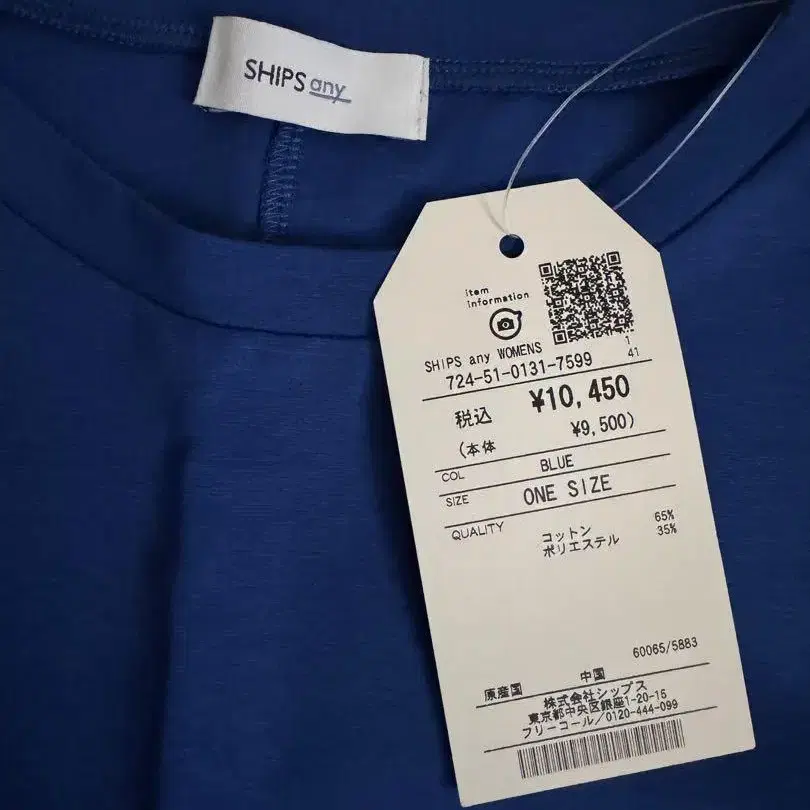 SHIPS any
item
information
SHIPS any WOMENS 1
724-51-0131-7599 41
税込 ¥10,450
(本体 ¥9,500)
COL BLUE
SIZE ONE SIZE
QUALITY コットン 65%
ポリエステル 35%
60065/5883
原産国 中国
株式会社シップス
東京都中央区銀座1-20-15
フリーコール/0120-444-099